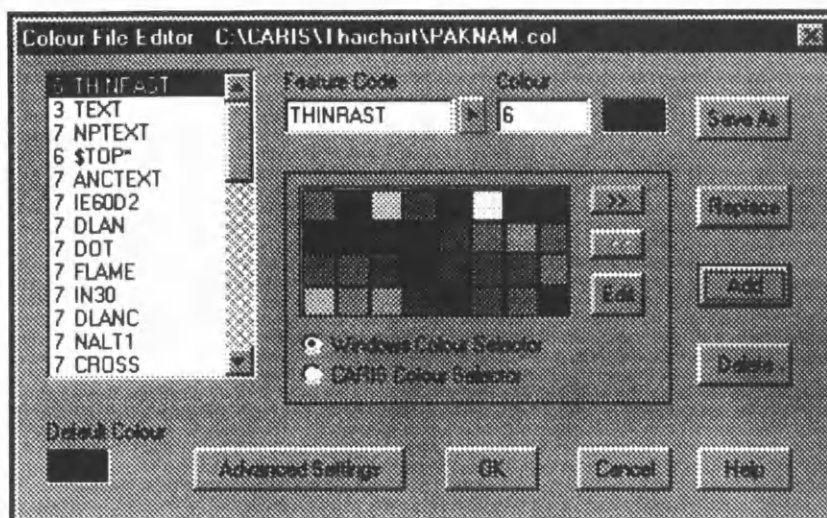 Colour File Editor C:\CARIS\Thaichart\PAKNAM.col
6 THINRAST
3 TEXT
7 NPTEXT
6 $TOP*
7 ANCTEXT
7 IE60D2
7 DLAN
7 DOT
7 FLAME
7 IN30
7 DLANC
7 NALT1
7 CROSS
Feature Code
THINRAST
Colour
6
Save As
>>
<<
Edit
Replace
Add
Delete
Windows Colour Selector
CARIS Colour Selector
Default Colour
Advanced Settings
OK
Cancel
Help